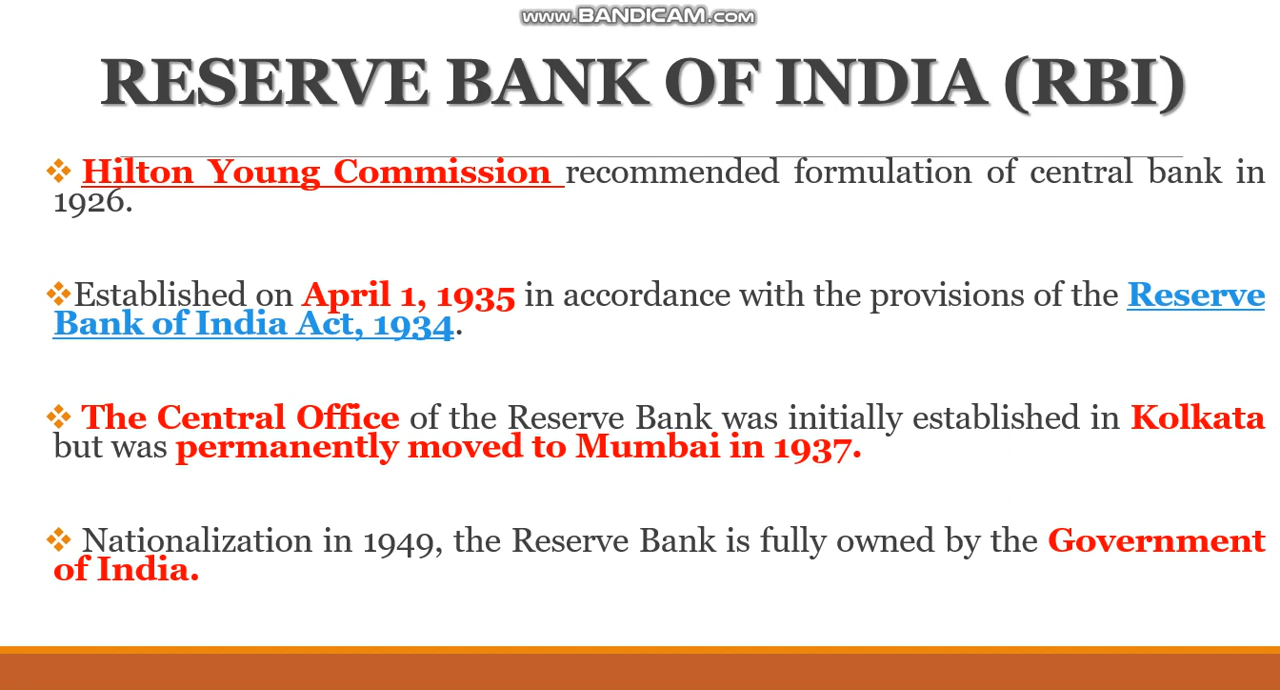 www.BANDICAM.com
RESERVE BANK OF INDIA (RBI)
❖ Hilton Young Commission recommended formulation of central bank in
1926.
❖Established on April 1, 1935 in accordance with the provisions of the Reserve
Bank of India Act, 1934.
❖ The Central Office of the Reserve Bank was initially established in Kolkata
but was permanently moved to Mumbai in 1937.
❖ Nationalization in 1949, the Reserve Bank is fully owned by the Government
of India.